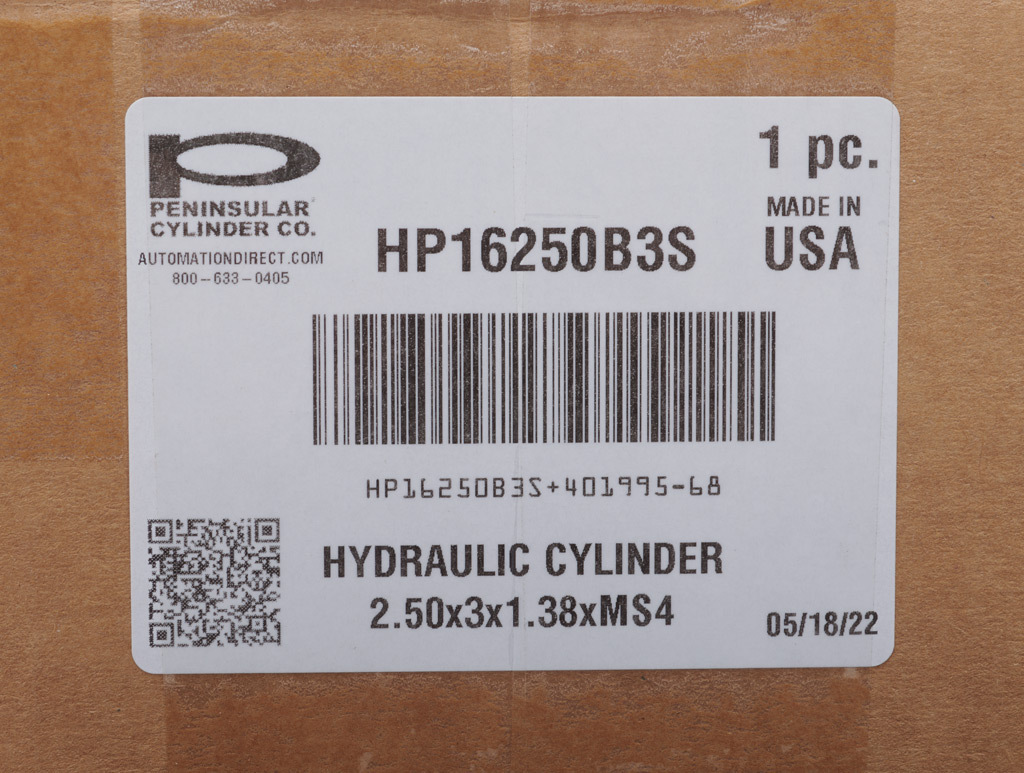 PENINSULAR
CYLINDER CO.
AUTOMATIONDIRECT.COM
800-633-0405
1 pc.
MADE IN
USA
HP16250B3S
HP16250B3S+401995-68
HYDRAULIC CYLINDER
2.50x3x1.38xMS4
05/18/22